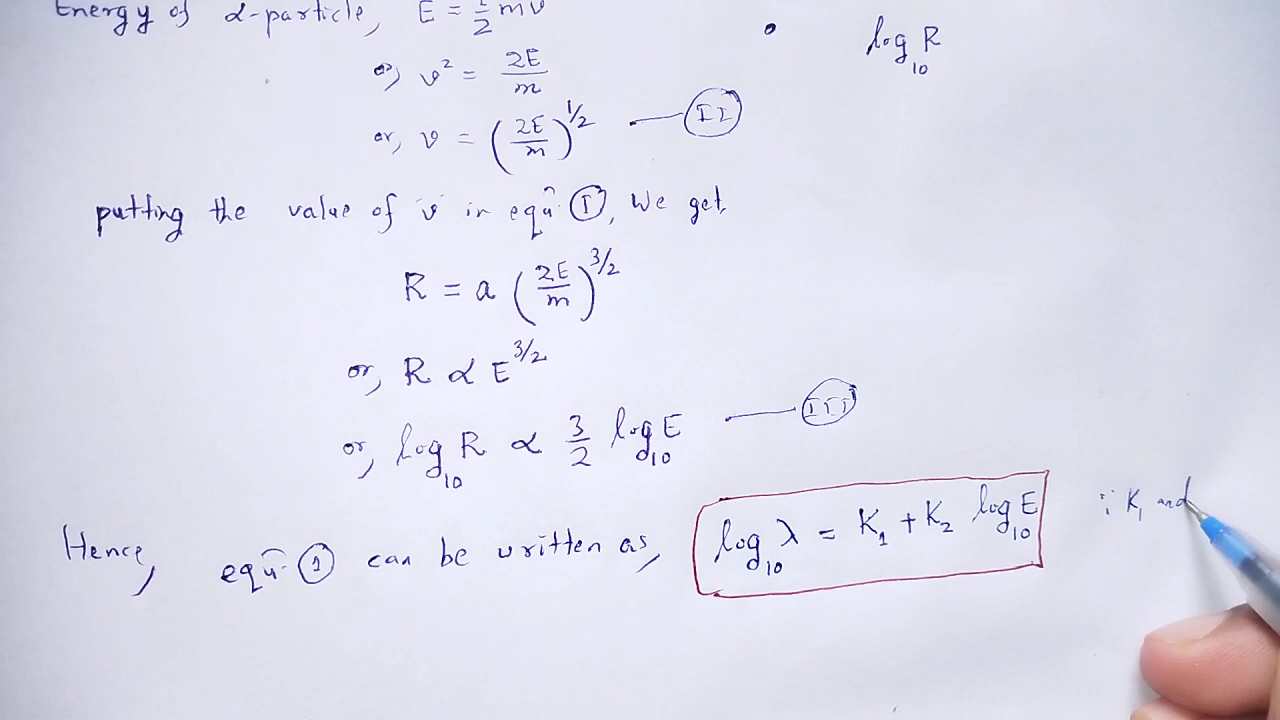 Energy of α-particle, E = 1/2 mv
log₁₀ R
or, v² = 2E/m
or, v = (2E/m)^1/2 — (II)
putting the value of v in eqn (I), we get,
R = a (2E/m)^3/2
or, R ∝ E^3/2
or, log₁₀ R ∝ 3/2 log₁₀ E — (III)
Hence, eqn. (1) can be written as, log₁₀ λ = K₁ + K₂ log₁₀ E ∵ K₁ and